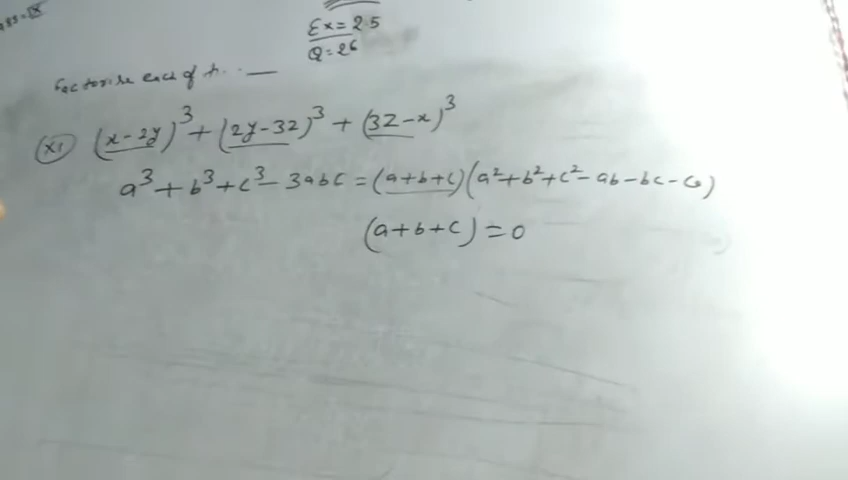 Ex = 2.5
Q = 26
Factorise each of t.. —
(xi) (x-2y)³ + (2y-3z)³ + (3z-x)³
a³ + b³ + c³ - 3abc = (a+b+c)(a²+b²+c²-ab-bc-ca)
(a+b+c) = 0